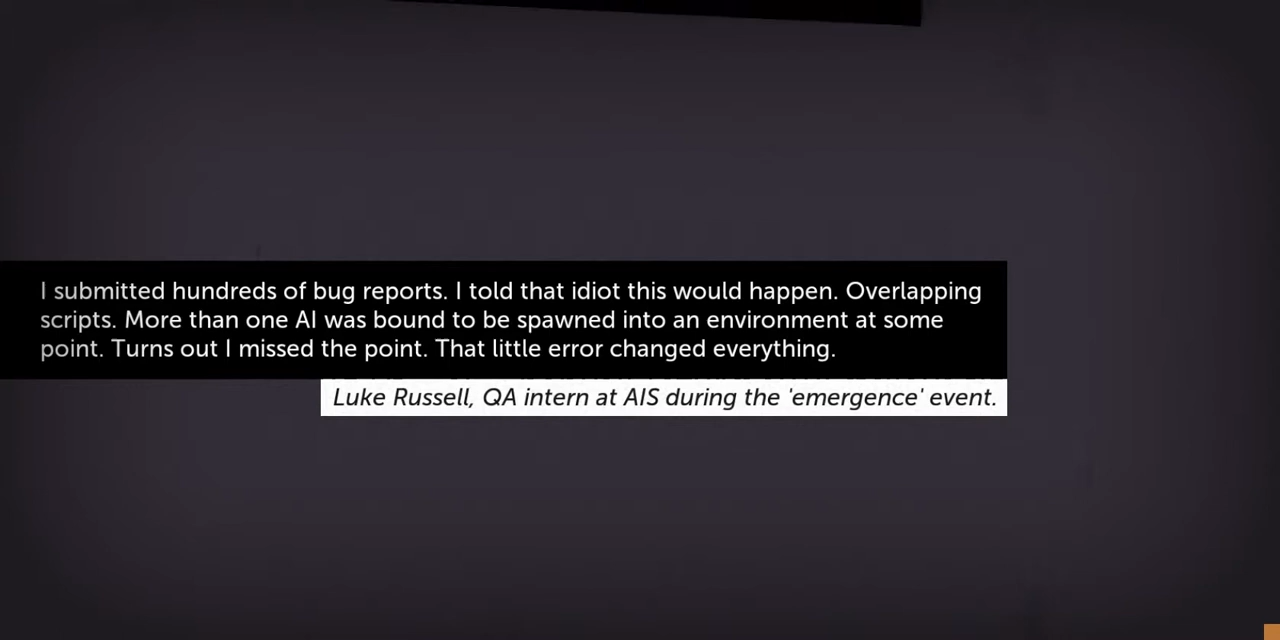 I submitted hundreds of bug reports. I told that idiot this would happen. Overlapping
scripts. More than one AI was bound to be spawned into an environment at some
point. Turns out I missed the point. That little error changed everything.
Luke Russell, QA intern at AIS during the 'emergence' event.